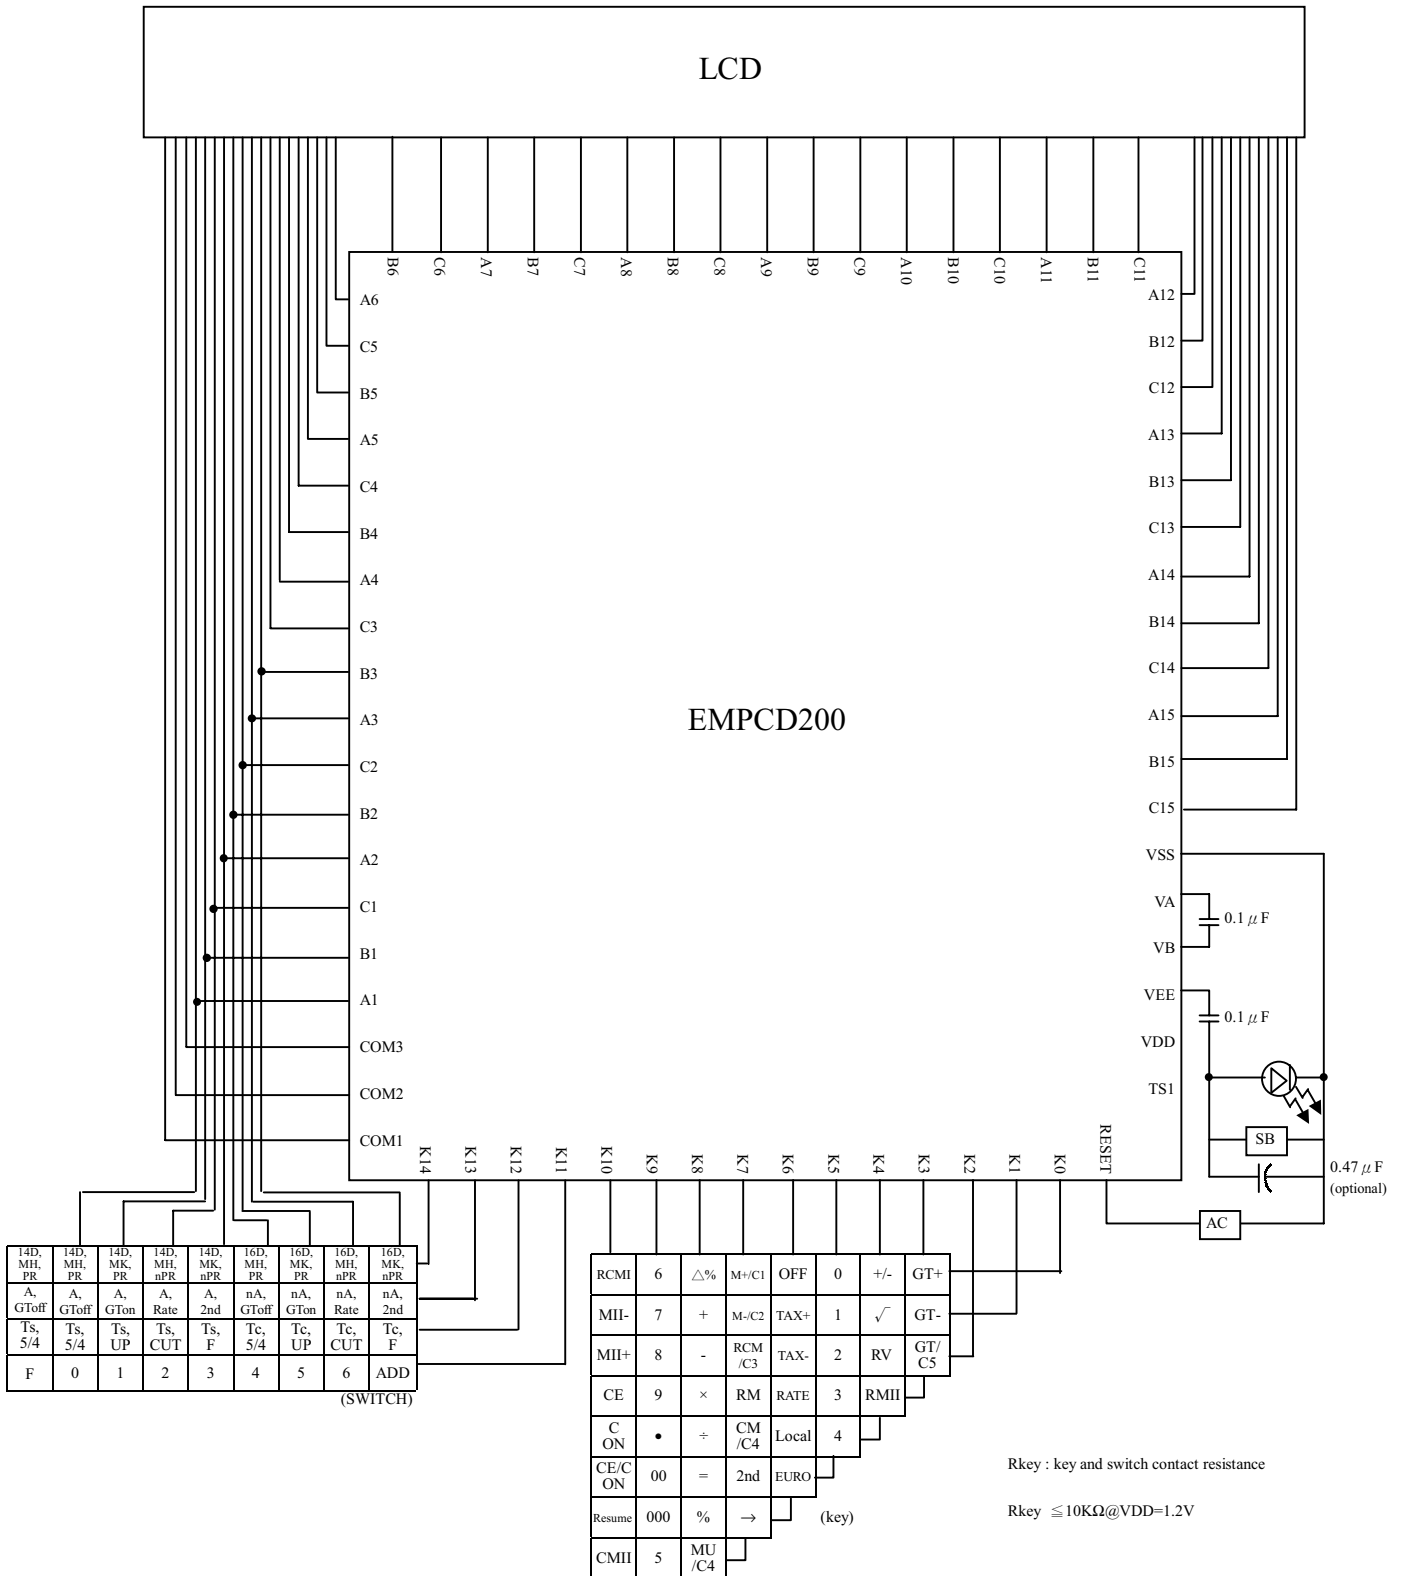 LCD
B6 C6 A7 B7 C7 A8 B8 C8 A9 B9 C9 A10 B10 C10 A11 B11 C11
A6
C5
B5
A5
C4
B4
A4
C3
B3
A3
C2
B2
A2
C1
B1
A1
COM3
COM2
COM1
EMPCD200
A12
B12
C12
A13
B13
C13
A14
B14
C14
A15
B15
C15
VSS
VA
VB
VEE
VDD
TS1
0.1 μ F
0.1 μ F
SB
0.47 μ F
(optional)
AC
K14 K13 K12 K11 K10 K9 K8 K7 K6 K5 K4 K3 K2 K1 K0 RESET
14D, 14D, 14D, 14D, 14D, 16D, 16D, 16D, 16D,
MH, MH, MK, MH, MK, MH, MK, MH, MK,
PR PR PR nPR nPR PR PR nPR nPR
A, A, A, A, A, nA, nA, nA, nA,
GToff GToff GTon Rate 2nd GToff GTon Rate 2nd
Ts, Ts, Ts, Ts, Ts, Tc, Tc, Tc, Tc,
5/4 5/4 UP CUT F 5/4 UP CUT F
F 0 1 2 3 4 5 6 ADD
(SWITCH)
RCMI 6 △% M+/C1 OFF 0 +/- GT+
MII- 7 + M-/C2 TAX+ 1 √ GT-
MII+ 8 - RCM /C3 TAX- 2 RV GT/ C5
CE 9 × RM RATE 3 RMII
C ON • ÷ CM /C4 Local 4
CE/C ON 00 = 2nd EURO
Resume 000 % →
CMII 5 MU /C4
(key)
Rkey : key and switch contact resistance
Rkey ≦10KΩ@VDD=1.2V